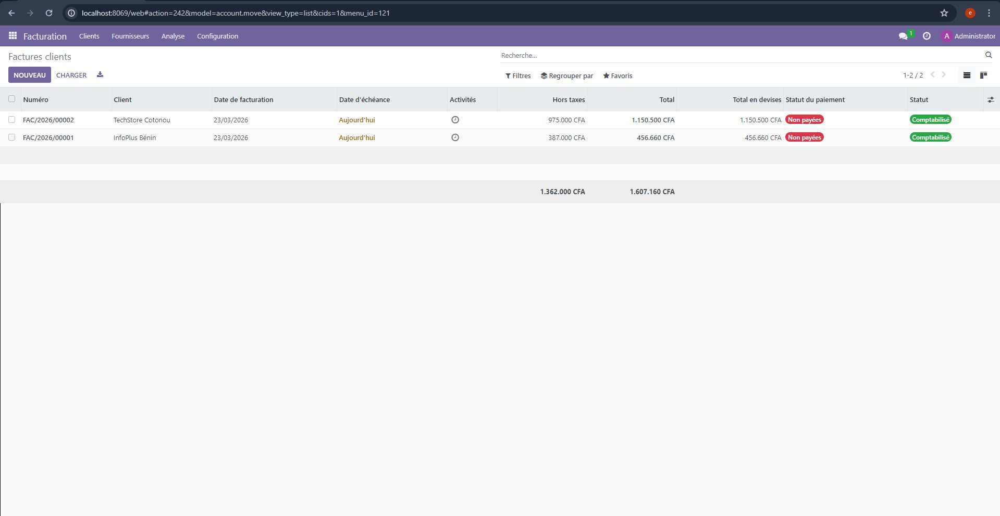 localhost:8069/web#action=242&model=account.move&view_type=list&cids=1&menu_id=121
e
Facturation Clients Fournisseurs Analyse Configuration 1 A Administrator
Factures clients Recherche...
NOUVEAU CHARGER Filtres Regrouper par Favoris 1-2 / 2
Numéro Client Date de facturation Date d'échéance Activités Hors taxes Total Total en devises Statut du paiement Statut
FAC/2026/00002 TechStore Cotonou 23/03/2026 Aujourd'hui 975.000 CFA 1.150.500 CFA 1.150.500 CFA Non payées Comptabilisé
FAC/2026/00001 InfoPlus Bénin 23/03/2026 Aujourd'hui 387.000 CFA 456.660 CFA 456.660 CFA Non payées Comptabilisé
1.362.000 CFA 1.607.160 CFA